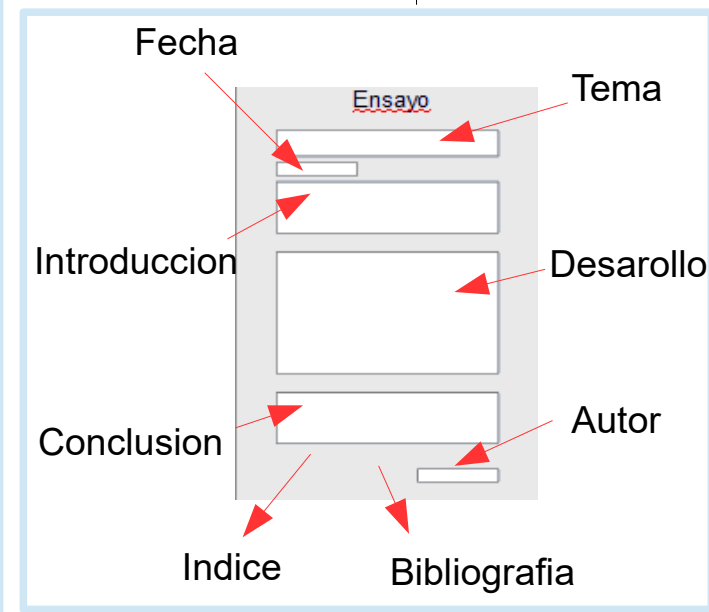 Fecha
Tema
Ensayo
Introduccion
Desarollo
Conclusion
Autor
Indice
Bibliografia